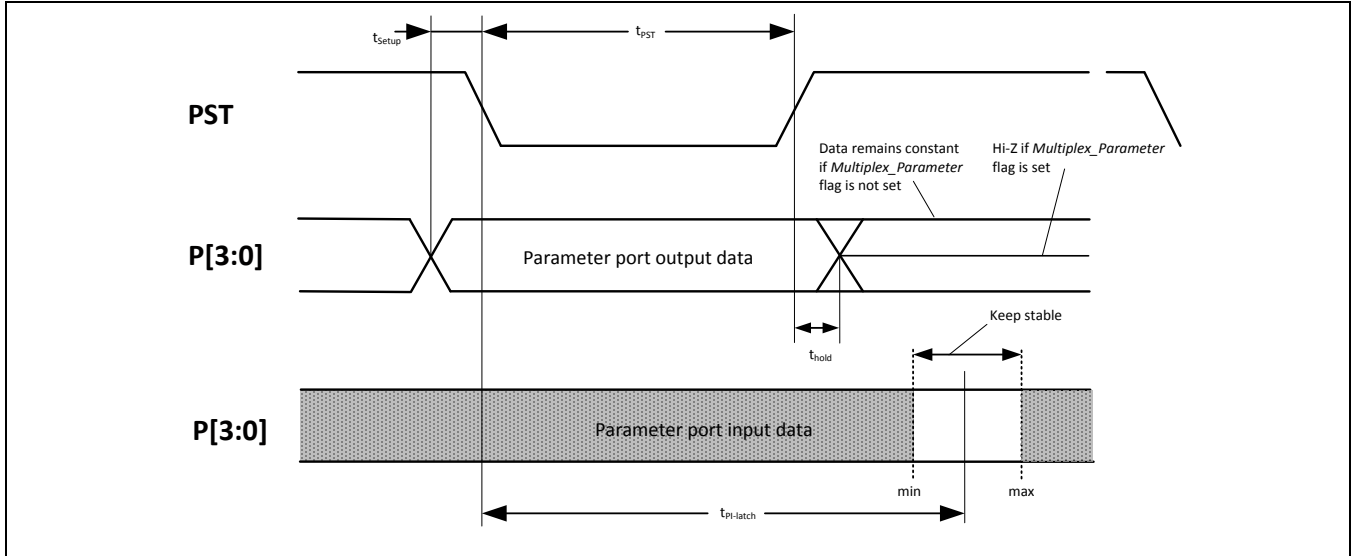 tSetup
tPST
PST
Data remains constant
if Multiplex_Parameter
flag is not set
Hi-Z if Multiplex_Parameter
flag is set
P[3:0]
Parameter port output data
Keep stable
thold
P[3:0]
Parameter port input data
min
max
tPI-latch